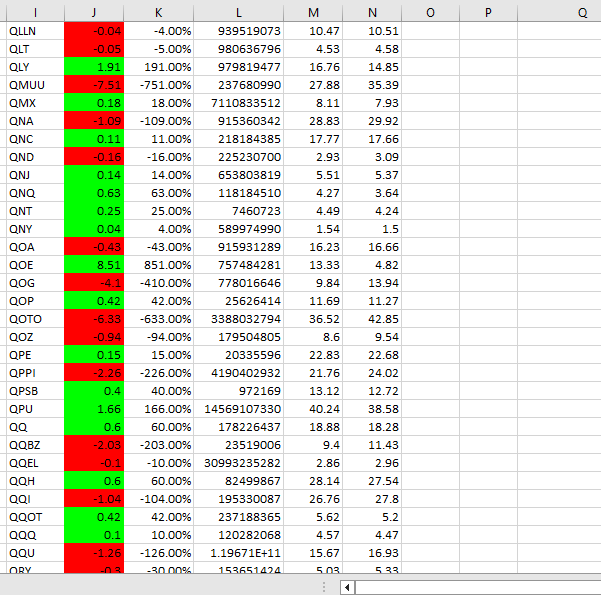 I J K L M N O P Q
QLLN -0.04 -4.00% 939519073 10.47 10.51
QLT -0.05 -5.00% 980636796 4.53 4.58
QLY 1.91 191.00% 979819477 16.76 14.85
QMUU -7.51 -751.00% 237680990 27.88 35.39
QMX 0.18 18.00% 7110833512 8.11 7.93
QNA -1.09 -109.00% 915360342 28.83 29.92
QNC 0.11 11.00% 218184385 17.77 17.66
QND -0.16 -16.00% 225230700 2.93 3.09
QNJ 0.14 14.00% 653803819 5.51 5.37
QNQ 0.63 63.00% 118184510 4.27 3.64
QNT 0.25 25.00% 7460723 4.49 4.24
QNY 0.04 4.00% 589974990 1.54 1.5
QOA -0.43 -43.00% 915931289 16.23 16.66
QOE 8.51 851.00% 757484281 13.33 4.82
QOG -4.1 -410.00% 778016646 9.84 13.94
QOP 0.42 42.00% 25626414 11.69 11.27
QOTO -6.33 -633.00% 3388032794 36.52 42.85
QOZ -0.94 -94.00% 179504805 8.6 9.54
QPE 0.15 15.00% 20335596 22.83 22.68
QPPI -2.26 -226.00% 4190402932 21.76 24.02
QPSB 0.4 40.00% 972169 13.12 12.72
QPU 1.66 166.00% 14569107330 40.24 38.58
QQ 0.6 60.00% 178226437 18.88 18.28
QQBZ -2.03 -203.00% 23519006 9.4 11.43
QQEL -0.1 -10.00% 30993235282 2.86 2.96
QQH 0.6 60.00% 82499867 28.14 27.54
QQI -1.04 -104.00% 195330087 26.76 27.8
QQOT 0.42 42.00% 237188365 5.62 5.2
QQQ 0.1 10.00% 120282068 4.57 4.47
QQU -1.26 -126.00% 1.19671E+11 15.67 16.93
QRY -0.3 -30.00% 153651424 5.03 5.33